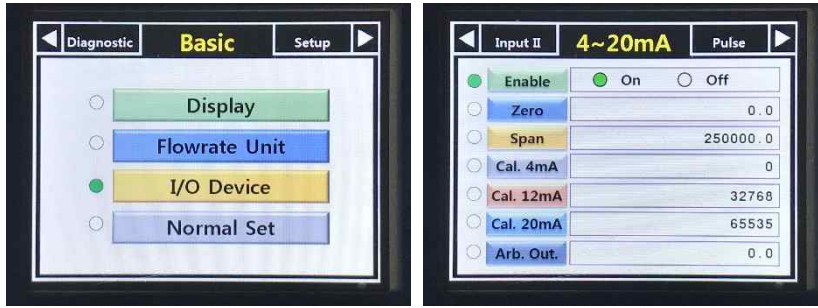 Diagnostic Basic Setup
Display
Flowrate Unit
I/O Device
Normal Set
Input II 4~20mA Pulse
Enable On Off
Zero 0.0
Span 250000.0
Cal. 4mA 0
Cal. 12mA 32768
Cal. 20mA 65535
Arb. Out. 0.0